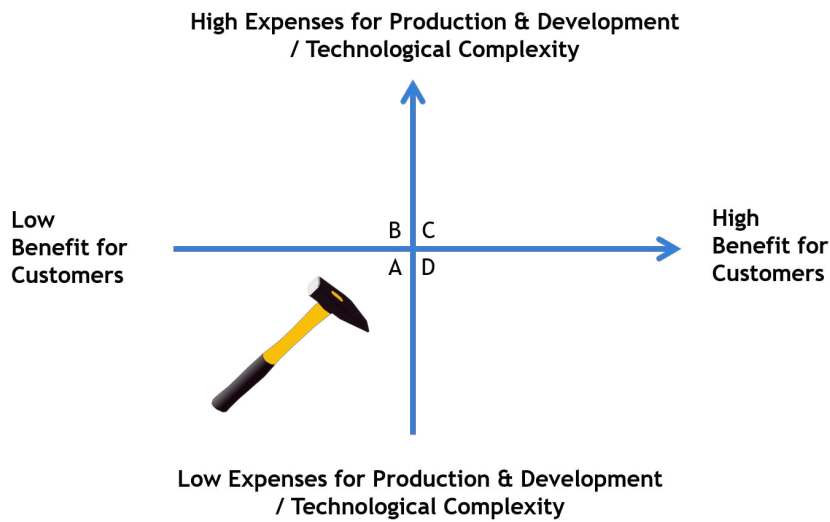 High Expenses for Production & Development
/ Technological Complexity
Low
Benefit for
Customers
B C
A D
High
Benefit for
Customers
Low Expenses for Production & Development
/ Technological Complexity